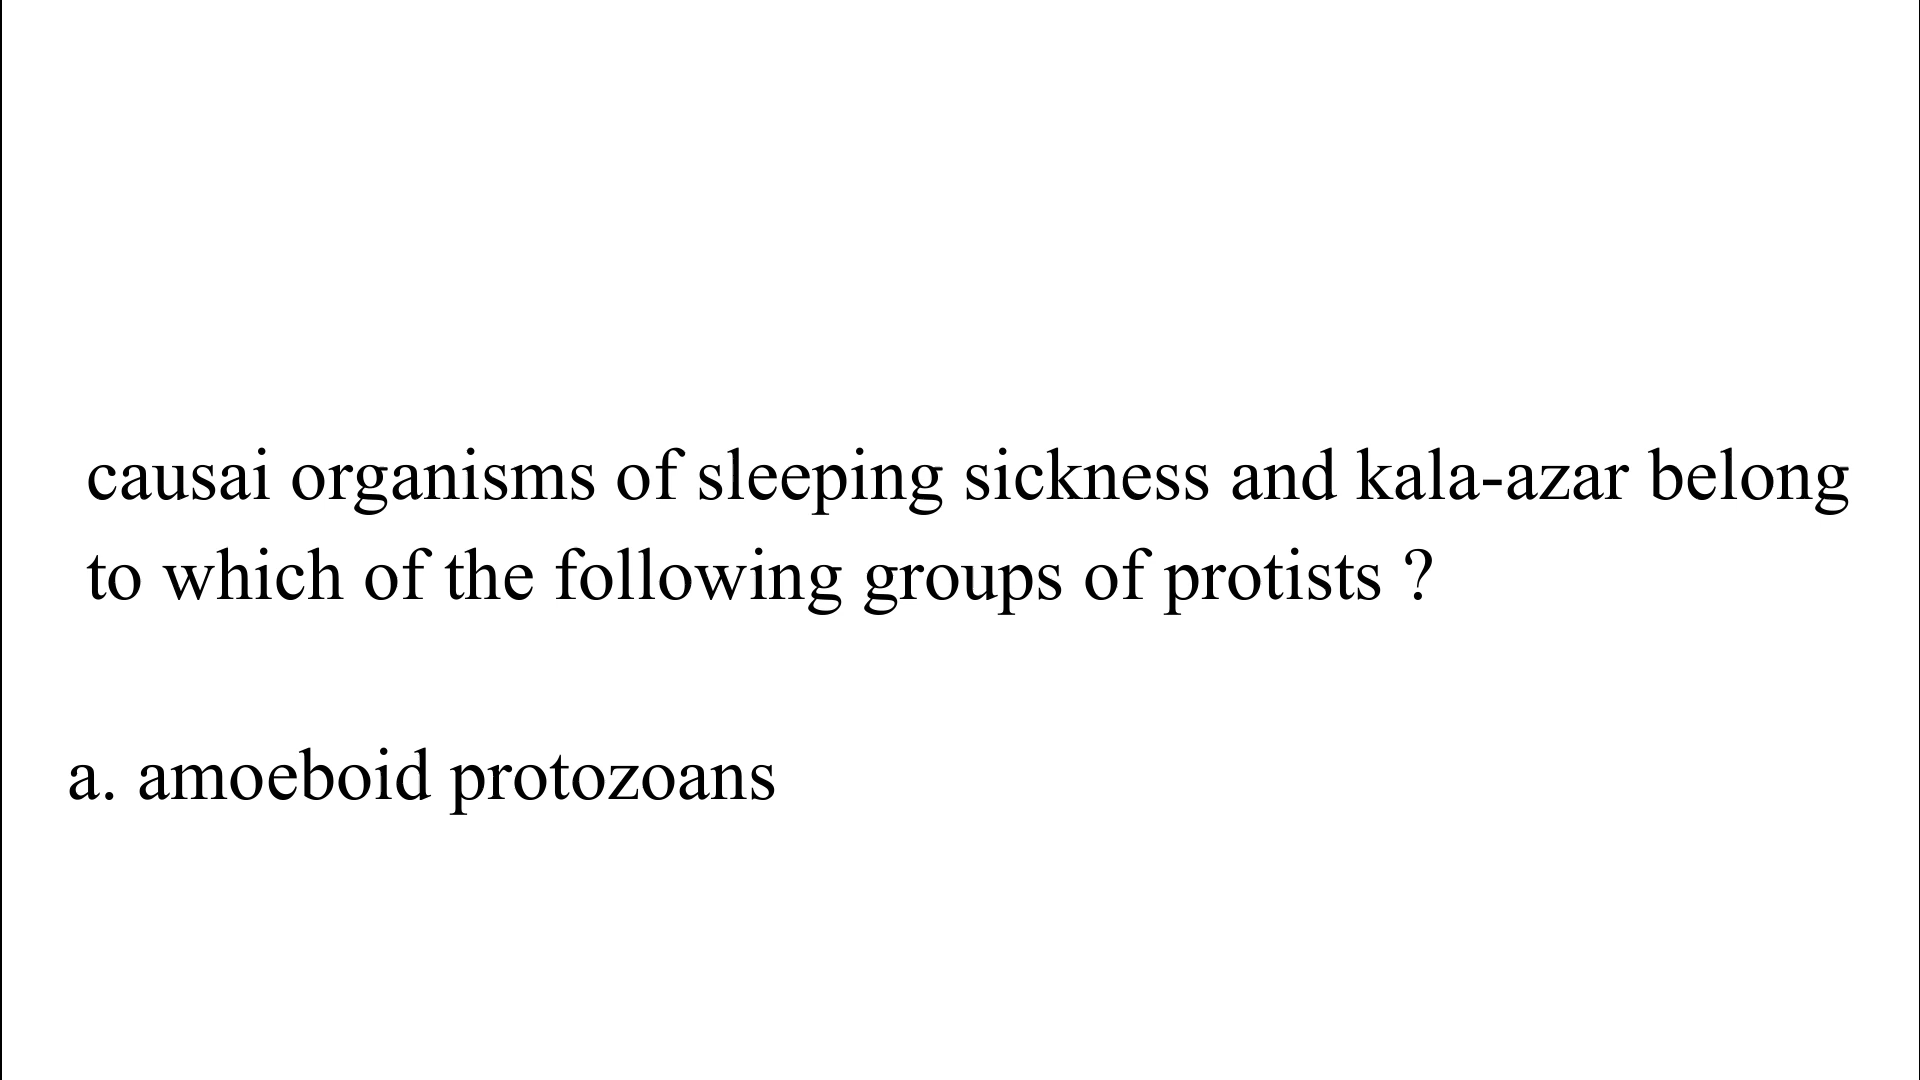 causai organisms of sleeping sickness and kala-azar belong
to which of the following groups of protists ?
a. amoeboid protozoans